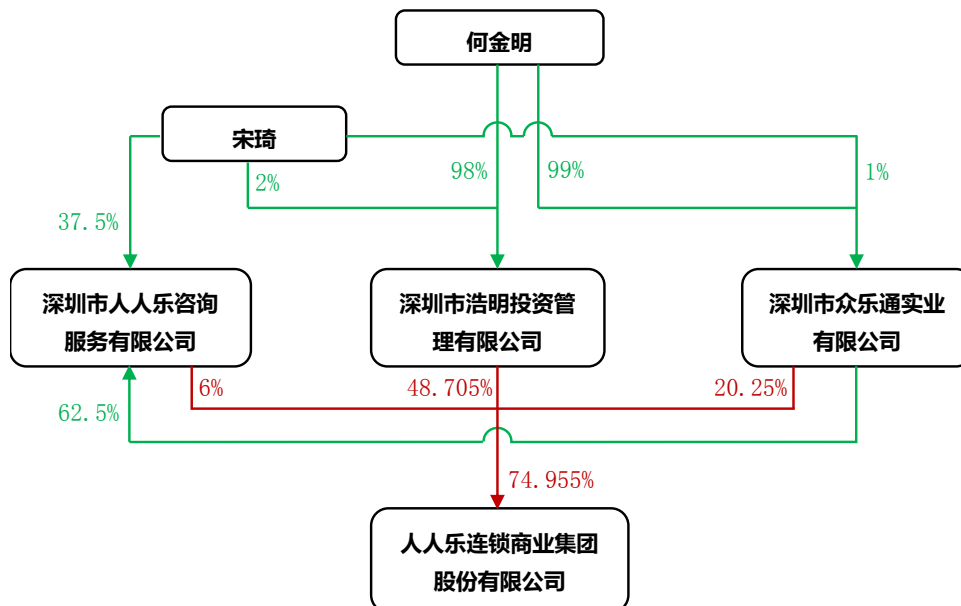 何金明
宋琦
2%
98%
99%
1%
37.5%
深圳市人人乐咨询
服务有限公司
深圳市浩明投资管
理有限公司
深圳市众乐通实业
有限公司
6%
48.705%
20.25%
62.5%
74.955%
人人乐连锁商业集团
股份有限公司